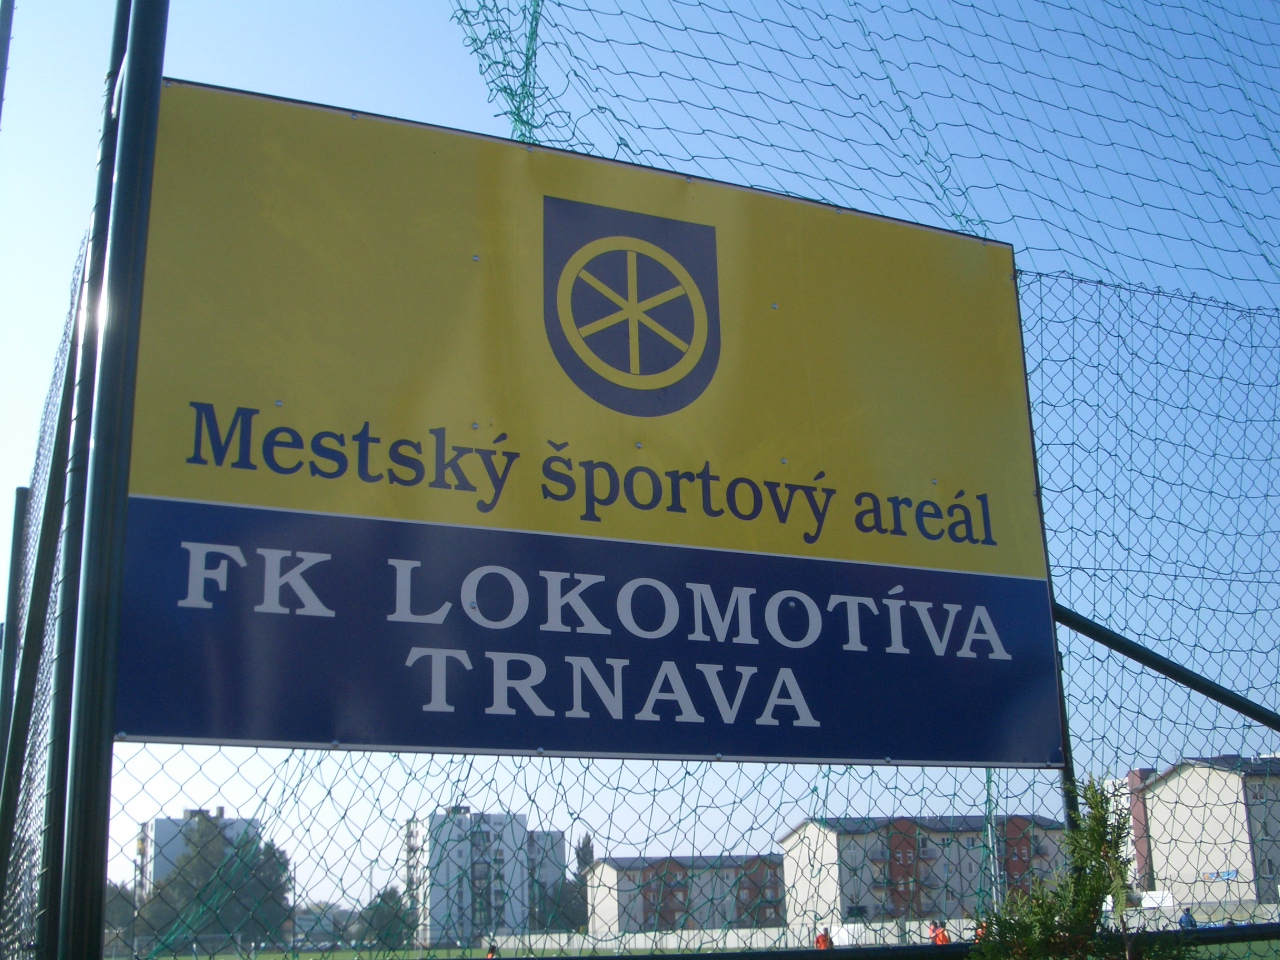 Mestský športový areál
FK LOKOMOTÍVA
TRNAVA